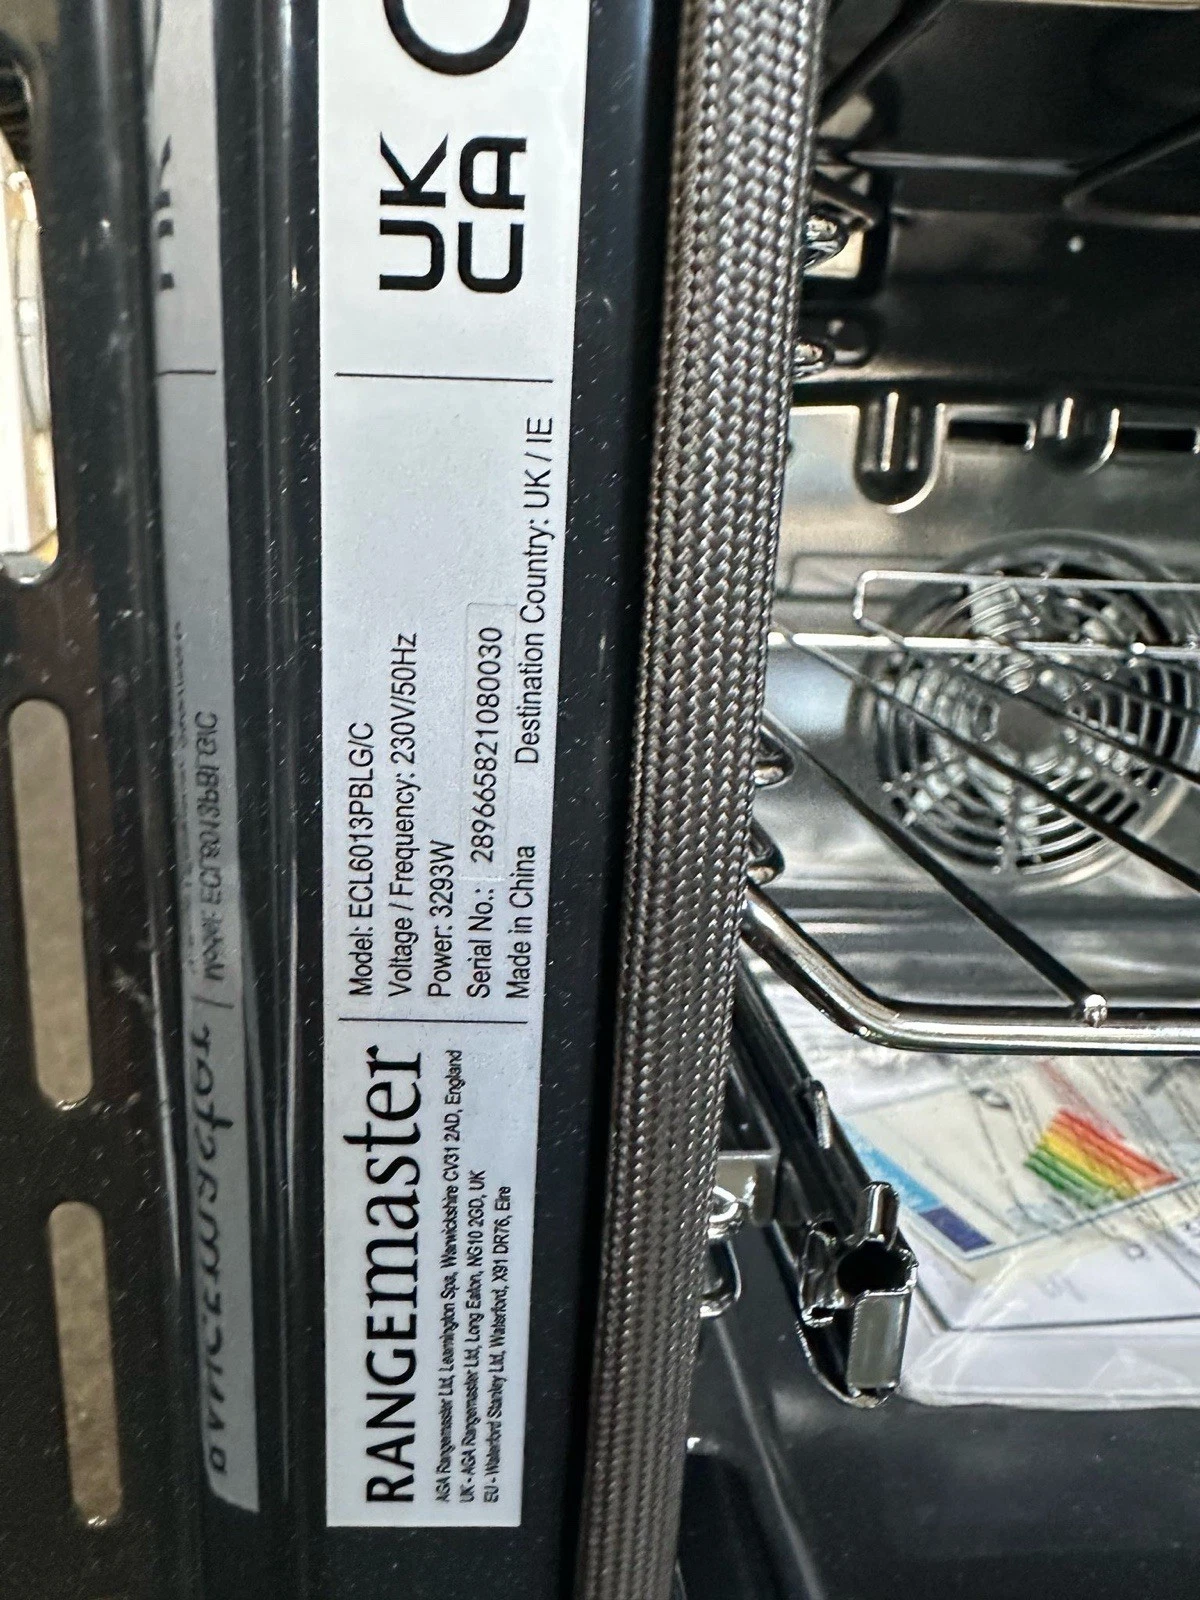 RANGEmaster
AGA Rangemaster Ltd, Leamington Spa, Warwickshire CV31 2AD, England
UK - AGA Rangemaster Ltd, Long Eaton, NG10 2GD, UK
EU - Waterford Stanley Ltd, Waterford, X91 DR76, Eire
Model: ECL6013PBLG/C
Voltage / Frequency: 230V/50Hz
Power: 3293W
Serial No.: 289665821080030
Made in China Destination Country: UK / IE
UK
CA